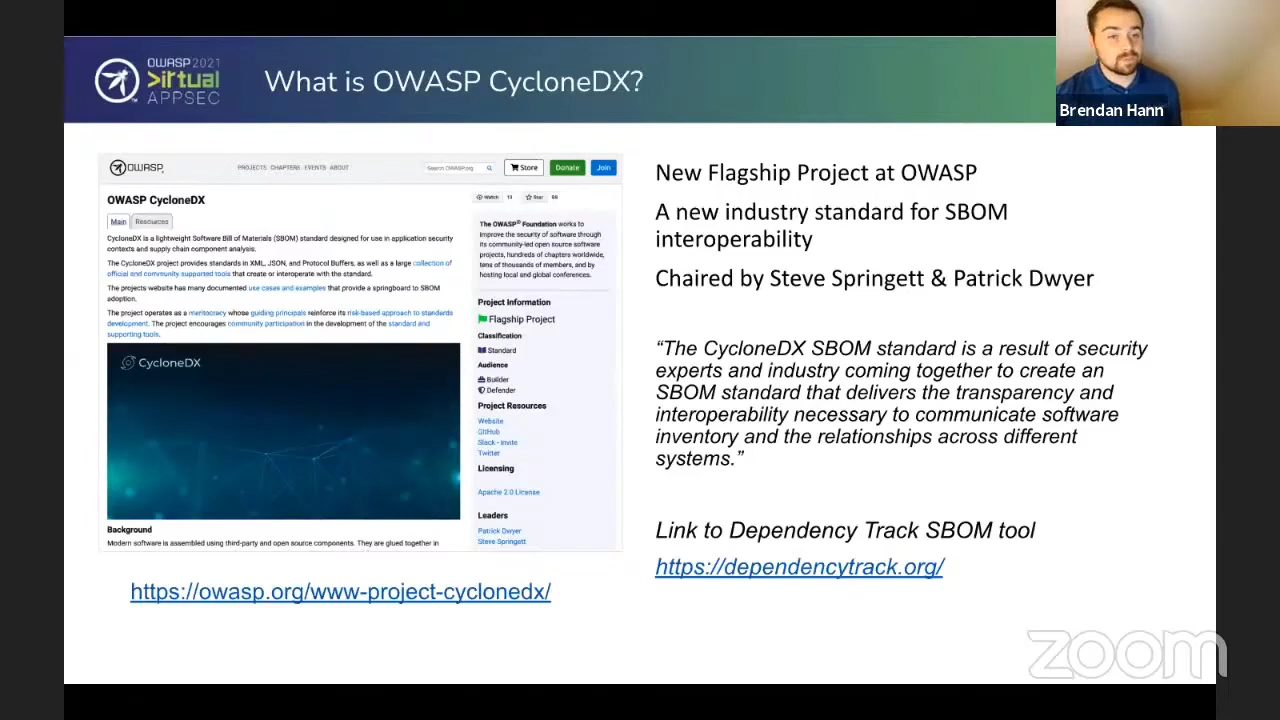 OWASP 2021
Virtual
APPSEC
What is OWASP CycloneDX?
Brendan Hann
OWASP
PROJECTS CHAPTERS EVENTS ABOUT
Search OWASP.org
Store
Donate
Join
OWASP CycloneDX
Main
Resources
CycloneDX is a lightweight Software Bill of Materials (SBOM) standard designed for use in application security
contexts and supply chain component analysis.
The CycloneDX project provides standards in XML, JSON, and Protocol Buffers, as well as a large collection of
official and community supported tools that create or interoperate with the standard.
The projects website has many documented use cases and examples that provide a springboard to SBOM
adoption.
The project operates as a meritocracy whose guiding principals reinforce its risk-based approach to standards
development. The project encourages community participation in the development of the standard and
supporting tools.
CycloneDX
Background
Modern software is assembled using third-party and open source components. They are glued together in
Watch
Star
The OWASP® Foundation works to
improve the security of software through
its community-led open source software
projects, hundreds of chapters worldwide,
tens of thousands of members, and by
hosting local and global conferences.
Project Information
Flagship Project
Classification
Standard
Audience
Builder
Defender
Project Resources
Website
GitHub
Slack - Invite
Twitter
Licensing
Apache 2.0 License
Leaders
Patrick Dwyer
Steve Springett
https://owasp.org/www-project-cyclonedx/
New Flagship Project at OWASP
A new industry standard for SBOM
interoperability
Chaired by Steve Springett & Patrick Dwyer
“The CycloneDX SBOM standard is a result of security
experts and industry coming together to create an
SBOM standard that delivers the transparency and
interoperability necessary to communicate software
inventory and the relationships across different
systems.”
Link to Dependency Track SBOM tool
https://dependencytrack.org/
zoom